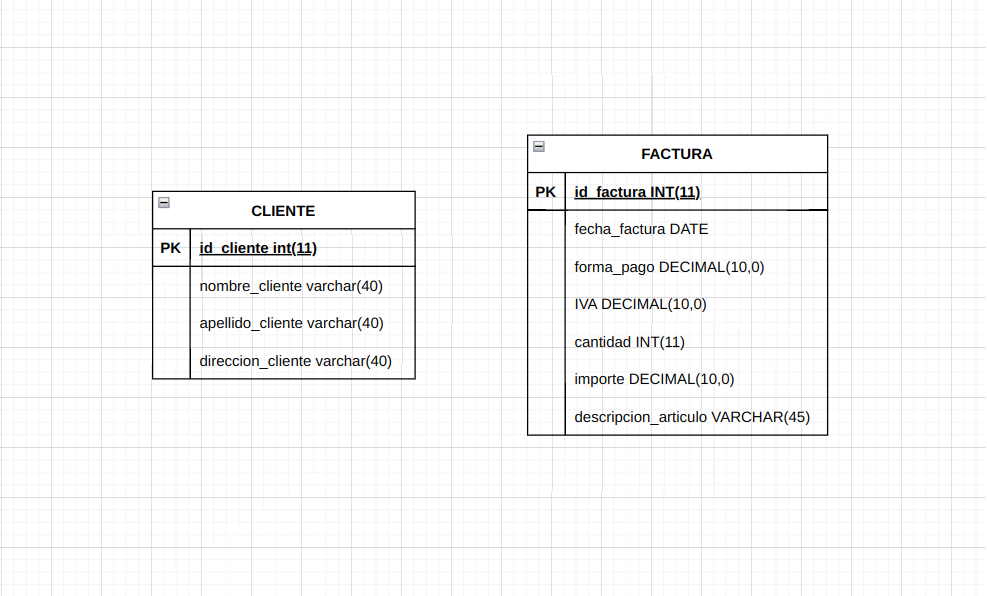 CLIENTE
PK id_cliente int(11)
nombre_cliente varchar(40)
apellido_cliente varchar(40)
direccion_cliente varchar(40)
FACTURA
PK id_factura INT(11)
fecha_factura DATE
forma_pago DECIMAL(10,0)
IVA DECIMAL(10,0)
cantidad INT(11)
importe DECIMAL(10,0)
descripcion_articulo VARCHAR(45)